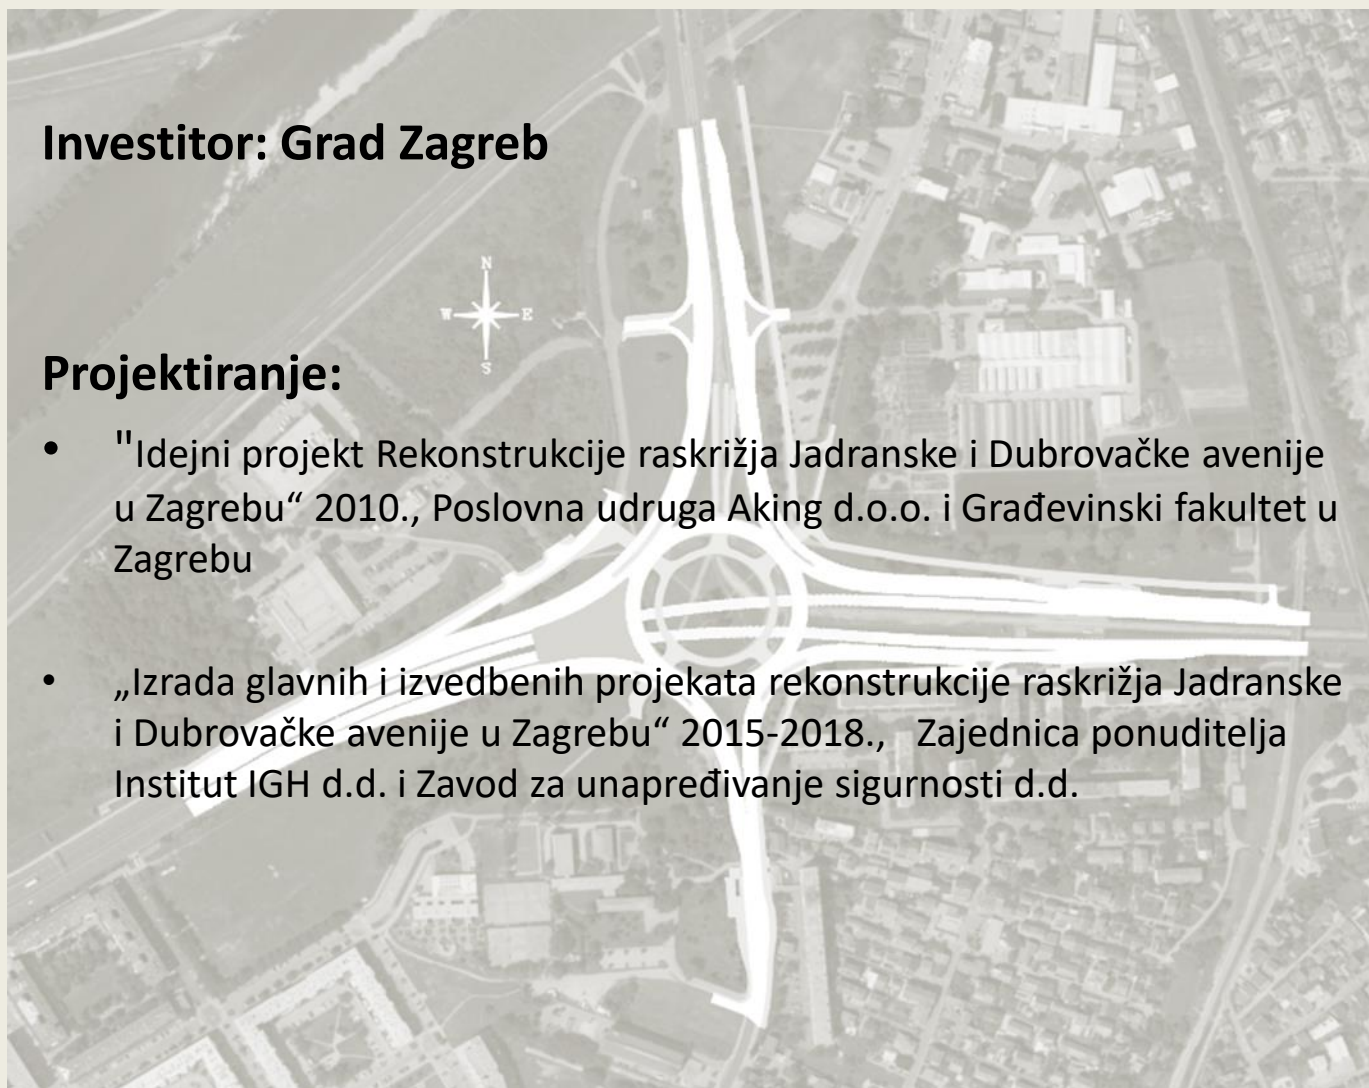 Investitor: Grad Zagreb
N
W E
S
Projektiranje:
• "Idejni projekt Rekonstrukcije raskrižja Jadranske i Dubrovačke avenije
u Zagrebu“ 2010., Poslovna udruga Aking d.o.o. i Građevinski fakultet u
Zagrebu
• „Izrada glavnih i izvedbenih projekata rekonstrukcije raskrižja Jadranske
i Dubrovačke avenije u Zagrebu“ 2015-2018., Zajednica ponuditelja
Institut IGH d.d. i Zavod za unapređivanje sigurnosti d.d.